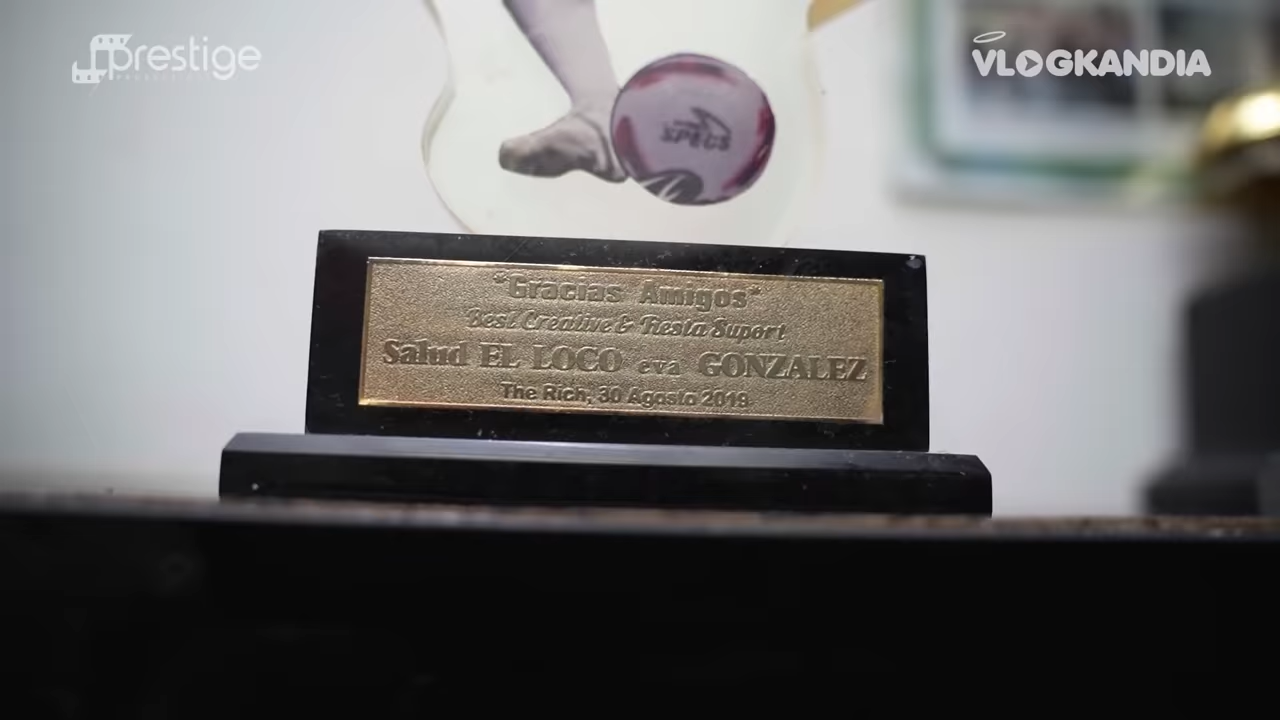 prestige
VLOGKANDIA
SPECS
"Gracias Amigos"
Best Creative & Fiesta Suport
Salud EL LOCO eva GONZALEZ
The Rich, 30 Agosto 2019